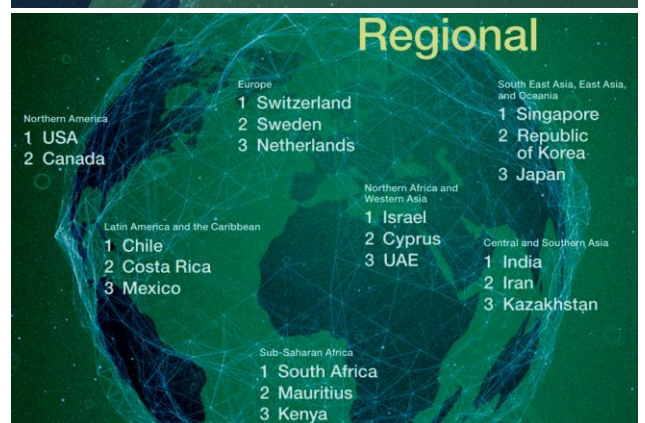 Regional
Northern America
1 USA
2 Canada
Europe
1 Switzerland
2 Sweden
3 Netherlands
South East Asia, East Asia,
and Oceania
1 Singapore
2 Republic
of Korea
3 Japan
Latin America and the Caribbean
1 Chile
2 Costa Rica
3 Mexico
Northern Africa and
Western Asia
1 Israel
2 Cyprus
3 UAE
Central and Southern Asia
1 India
2 Iran
3 Kazakhstan
Sub-Saharan Africa
1 South Africa
2 Mauritius
3 Kenya